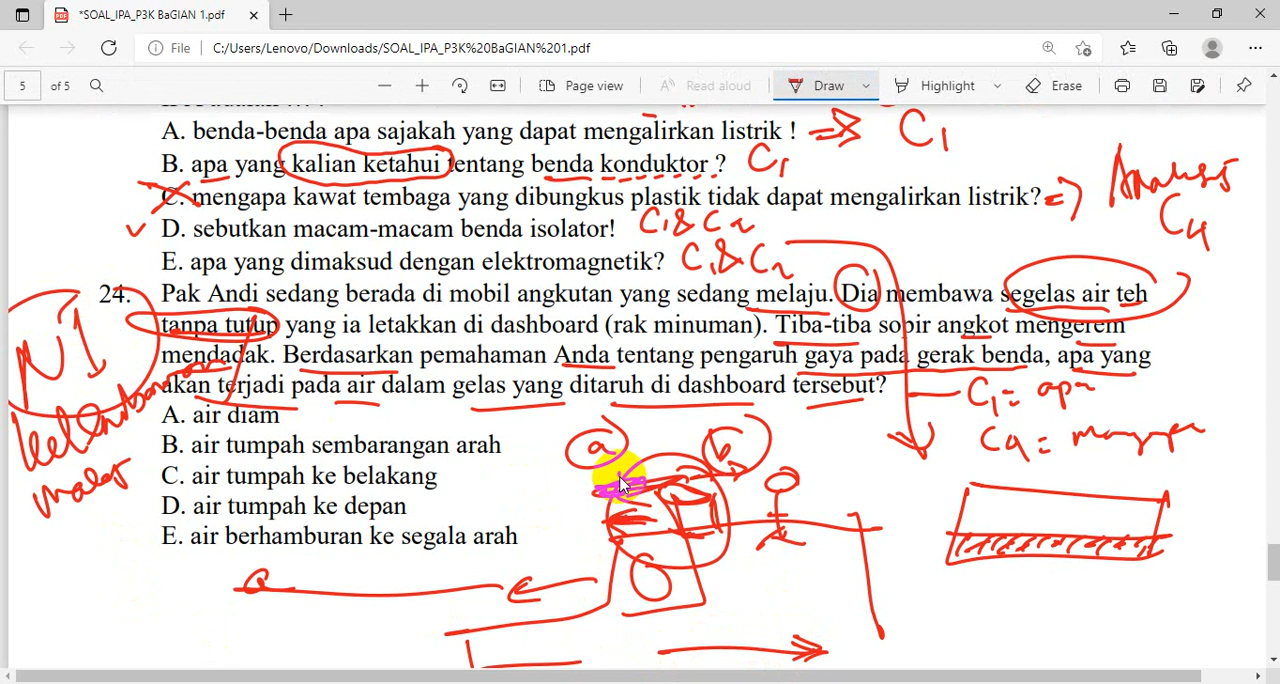 *SOAL_IPA_P3K BaGIAN 1.pdf
File C:/Users/Lenovo/Downloads/SOAL_IPA_P3K%20BaGIAN%201.pdf
5 of 5 Page view Read aloud Draw Highlight Erase
A. benda-benda apa sajakah yang dapat mengalirkan listrik ! C1
B. apa yang kalian ketahui tentang benda konduktor ? C1
C. mengapa kawat tembaga yang dibungkus plastik tidak dapat mengalirkan listrik? Analisis
C4
D. sebutkan macam-macam benda isolator! C1 & C2
E. apa yang dimaksud dengan elektromagnetik? C1 & C2
24. Pak Andi sedang berada di mobil angkutan yang sedang melaju. Dia membawa segelas air teh
tanpa tutup yang ia letakkan di dashboard (rak minuman). Tiba-tiba sopir angkot mengerem
mendadak. Berdasarkan pemahaman Anda tentang pengaruh gaya pada gerak benda, apa yang
akan terjadi pada air dalam gelas yang ditaruh di dashboard tersebut?
N1
kelembaman
C1 = apa
C4 = mengapa
A. air diam
B. air tumpah sembarangan arah
C. air tumpah ke belakang
D. air tumpah ke depan
E. air berhamburan ke segala arah
a
b